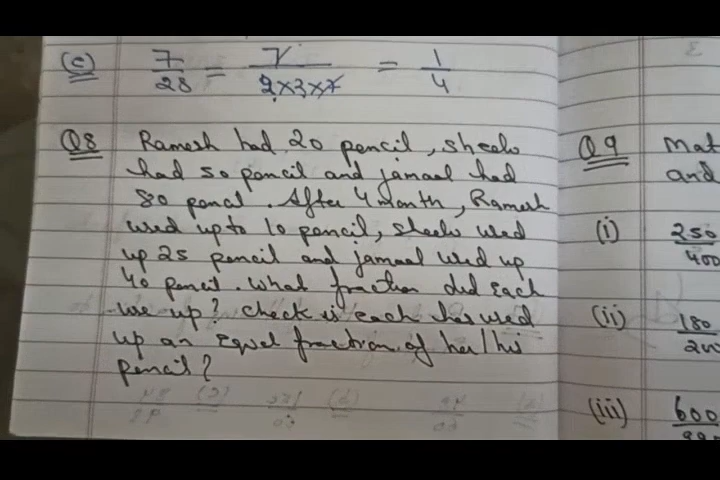 (c) 7/28 = 7/2×3×7 = 1/4
Q8 Ramesh had 20 pencil, sheelu
had 50 pencil and jamaal had
80 pencil. After 4 month, Ramesh
used up to 10 pencil, sheelu used
up 25 pencil and jamaal used up
40 pencil. What fraction did Each
use up? Check is each has used
up an Equal fraction of her/his
pencil?
Q9 Mat
and
(i) 250/400
(ii) 180/200
(iii) 600